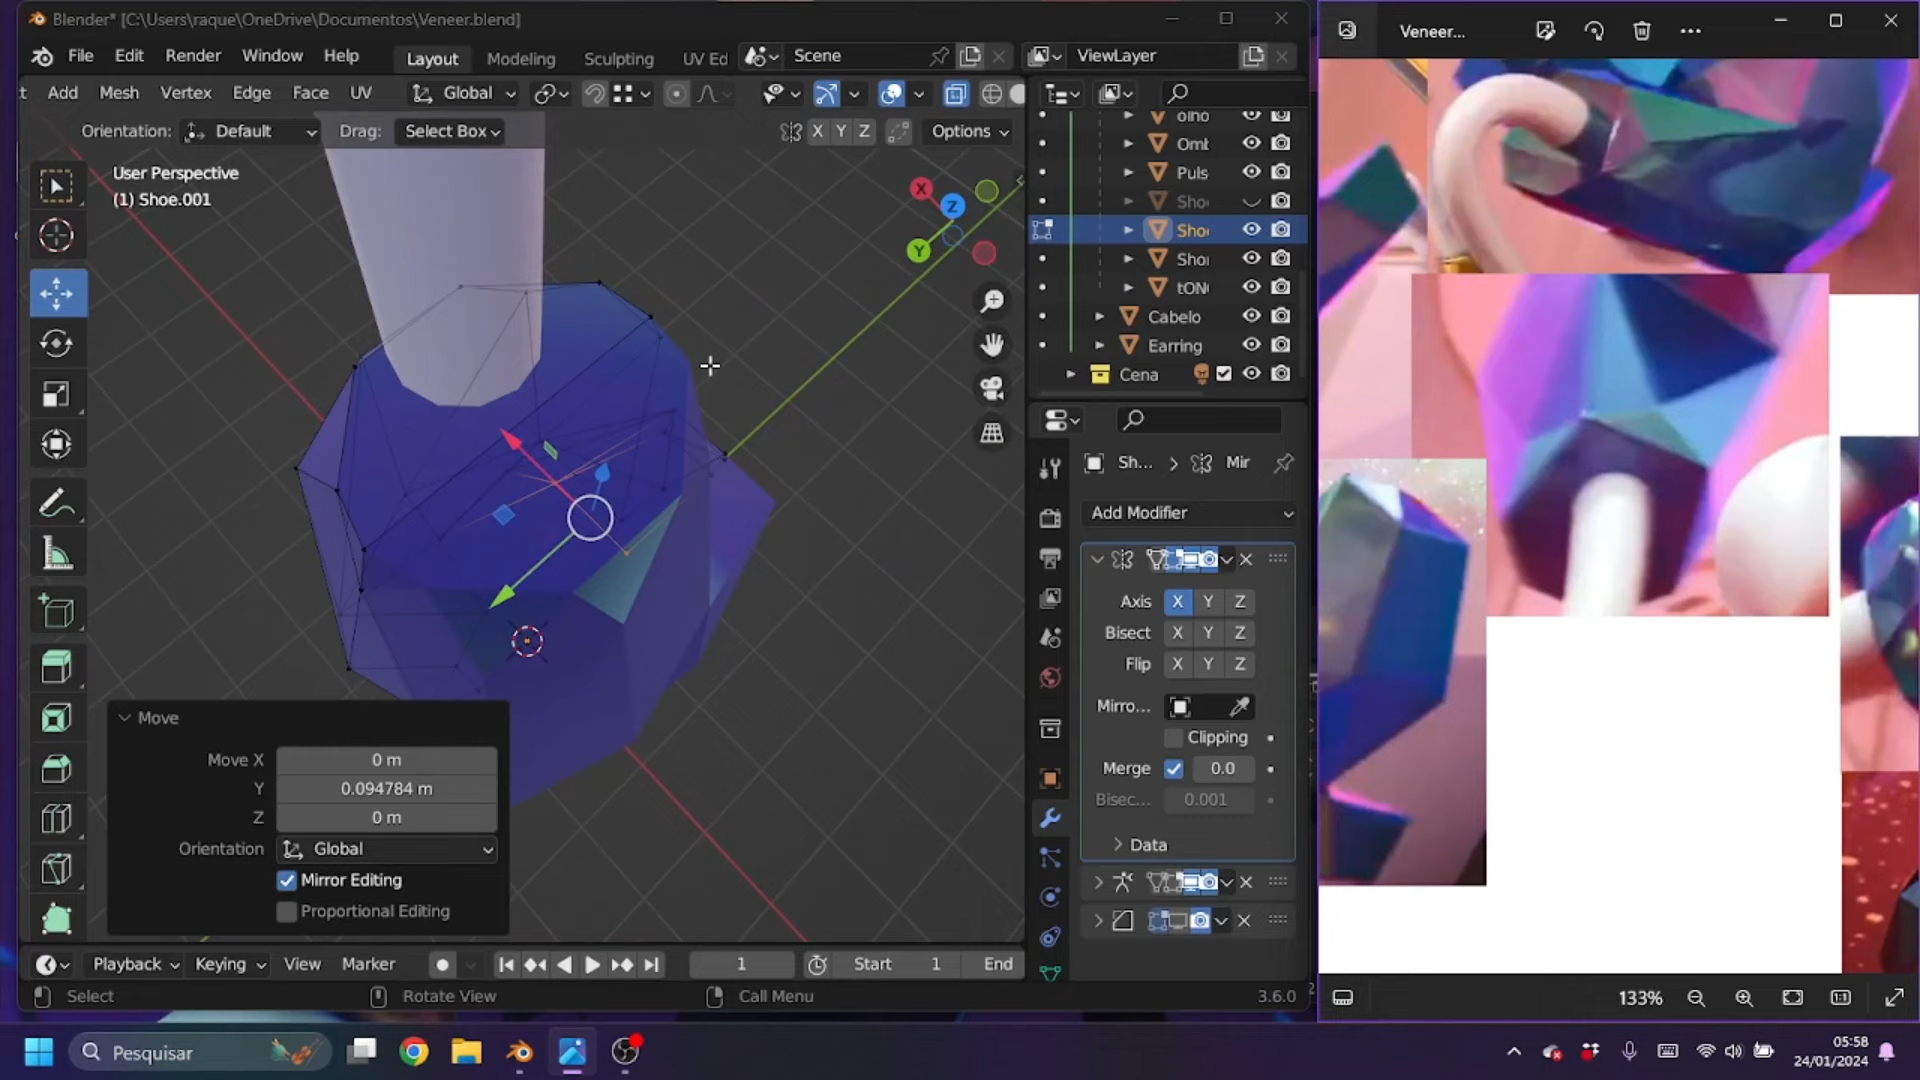 Blender* [C:\Users\raque\OneDrive\Documentos\Veneer.blend]
File Edit Render Window Help Layout Modeling Sculpting UV Ed Scene ViewLayer
Add Mesh Vertex Edge Face UV Global
Orientation: Default Drag: Select Box X Y Z Options
User Perspective
(1) Shoe.001
X
Z
Y
olho
Omb
Puls
Sho
Sho
Sho
tON
Cabelo
Earring
Cena
Sh... Mir
Add Modifier
Axis X Y Z
Bisect X Y Z
Flip X Y Z
Mirro...
Clipping
Merge 0.0
Bisec... 0.001
Data
Move
Move X 0 m
Y 0.094784 m
Z 0 m
Orientation Global
Mirror Editing
Proportional Editing
Playback Keying View Marker 1 Start 1 End
Select Rotate View Call Menu 3.6.0
Veneer...
133% 1:1
Pesquisar
05:58
24/01/2024